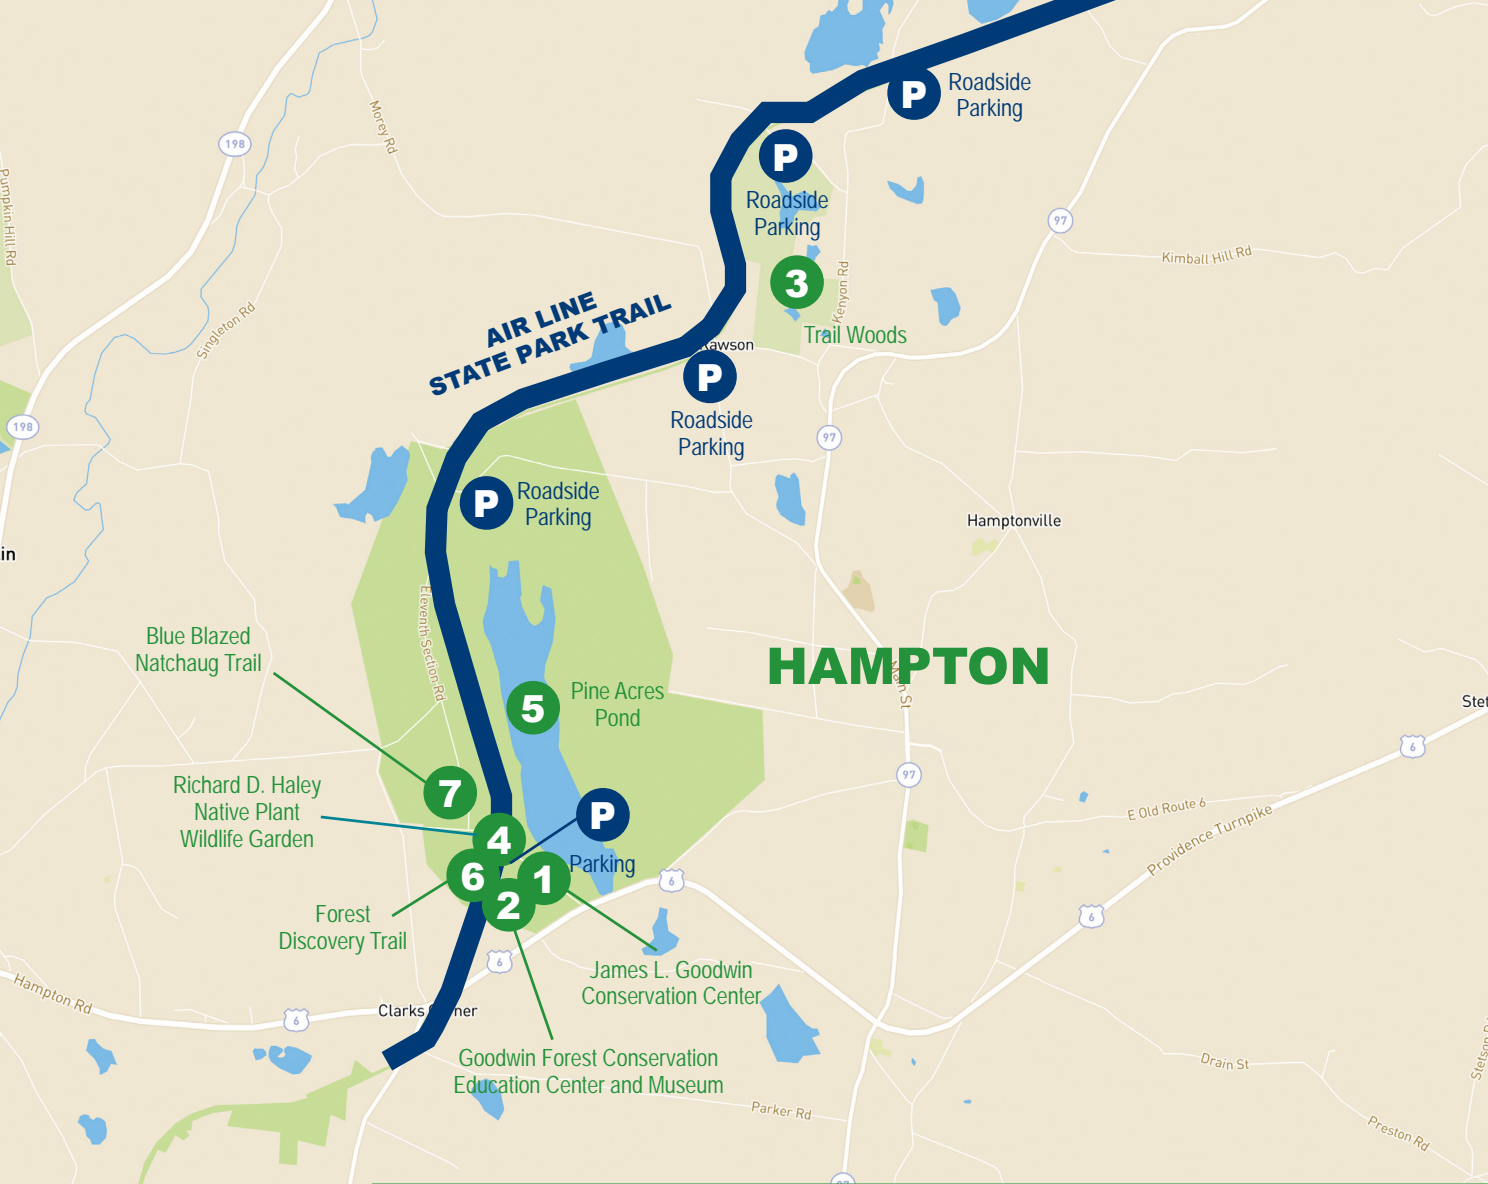 P
Roadside
Parking
198
Morey Rd
P
Pumpkin Hill Rd
Roadside
Parking
97
Kimball Hill Rd
3
Kenyon Rd
Singleton Rd
AIR LINE
STATE PARK TRAIL
Trail Woods
P
Roadside
Parking
198
97
P
Roadside
Parking
Hamptonville
in
Eleventh Section Rd
Blue Blazed
Natchaug Trail
HAMPTON
Main St
5
Pine Acres
Pond
Stet
6
97
Richard D. Haley
Native Plant
Wildlife Garden
7
P
E Old Route 6
Providence Turnpike
4
Parking
6
1
2
6
6
Forest
Discovery Trail
6
James L. Goodwin
Conservation Center
Hampton Rd
6
Clarks
ner
Goodwin Forest Conservation
Education Center and Museum
Drain St
Stetson
Parker Rd
Preston Rd
97